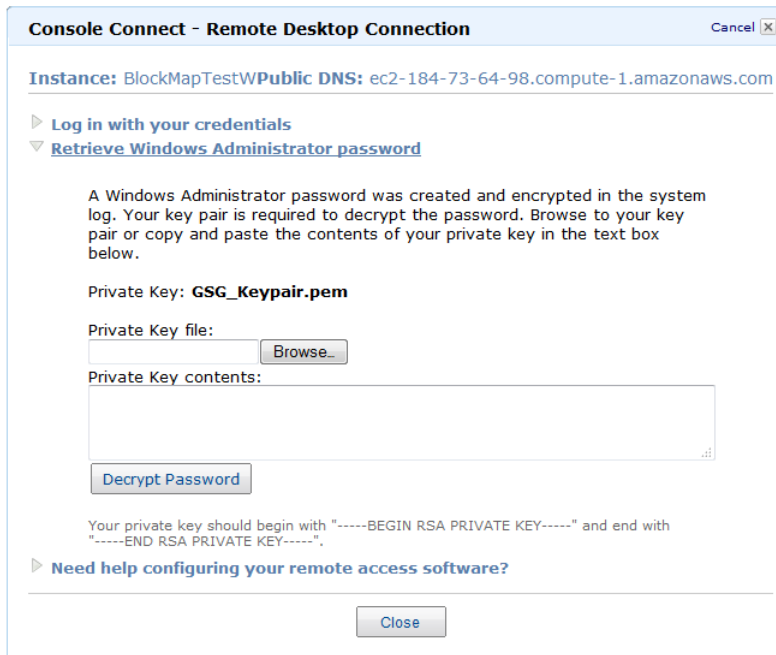 Console Connect - Remote Desktop Connection Cancel
Instance: BlockMapTestWPublic DNS: ec2-184-73-64-98.compute-1.amazonaws.com
Log in with your credentials
Retrieve Windows Administrator password
A Windows Administrator password was created and encrypted in the system
log. Your key pair is required to decrypt the password. Browse to your key
pair or copy and paste the contents of your private key in the text box
below.
Private Key: GSG_Keypair.pem
Private Key file:
Browse...
Private Key contents:
Decrypt Password
Your private key should begin with "-----BEGIN RSA PRIVATE KEY-----" and end with
"-----END RSA PRIVATE KEY-----".
Need help configuring your remote access software?
Close